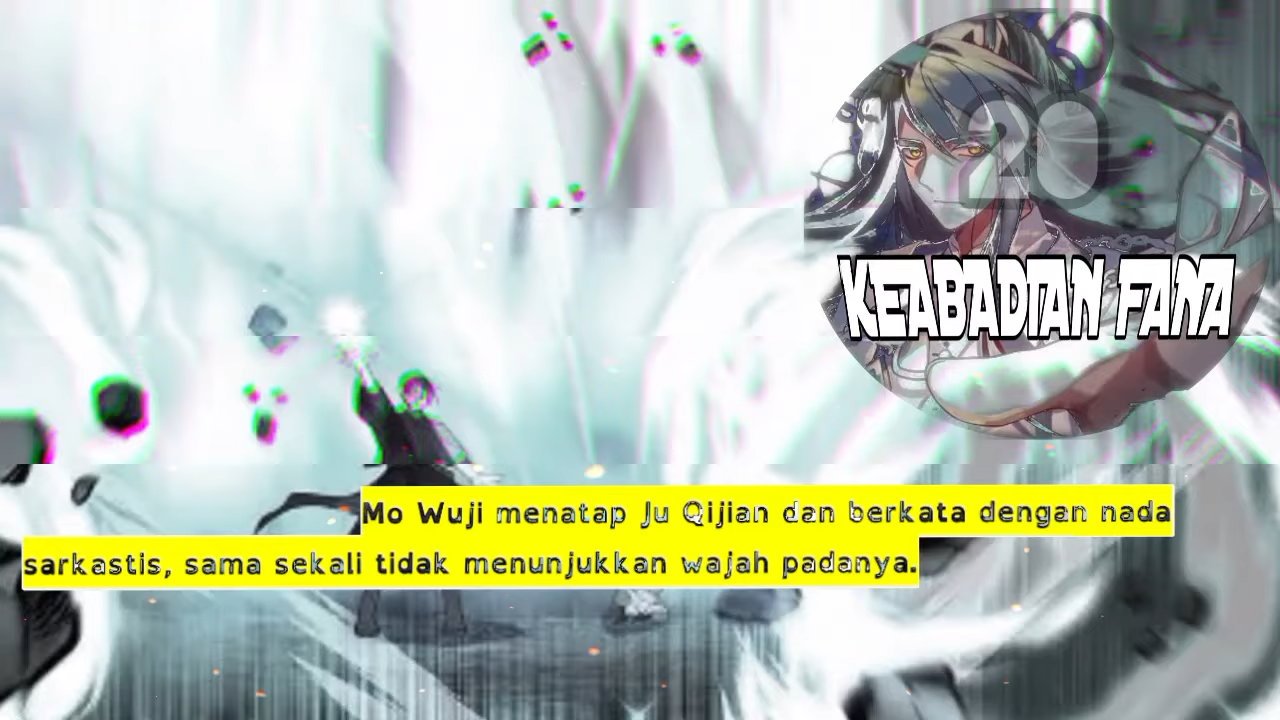 20
KEABADIAN FANA
Mo Wuji menatap Ju Qijian dan berkata dengan nada
sarkastis, sama sekali tidak menunjukkan wajah padanya.